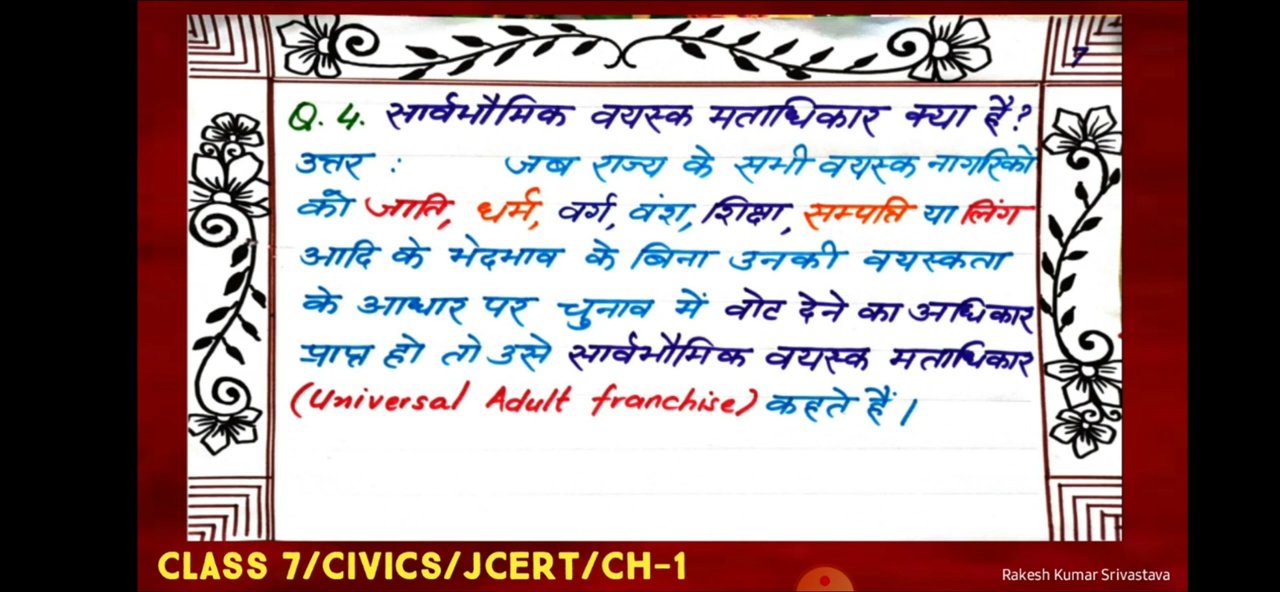 7
Q. 4. सार्वभौमिक वयस्क मताधिकार क्या है?
उत्तर : जब राज्य के सभी वयस्क नागरिकों
को जाति, धर्म, वर्ग, वंश, शिक्षा, सम्पत्ति या लिंग
आदि के भेदभाव के बिना उनकी वयस्कता
के आधार पर चुनाव में वोट देने का अधिकार
प्राप्त हो तो उसे सार्वभौमिक वयस्क मताधिकार
(Universal Adult franchise) कहते हैं।
CLASS 7/CIVICS/JCERT/CH-1
Rakesh Kumar Srivastava